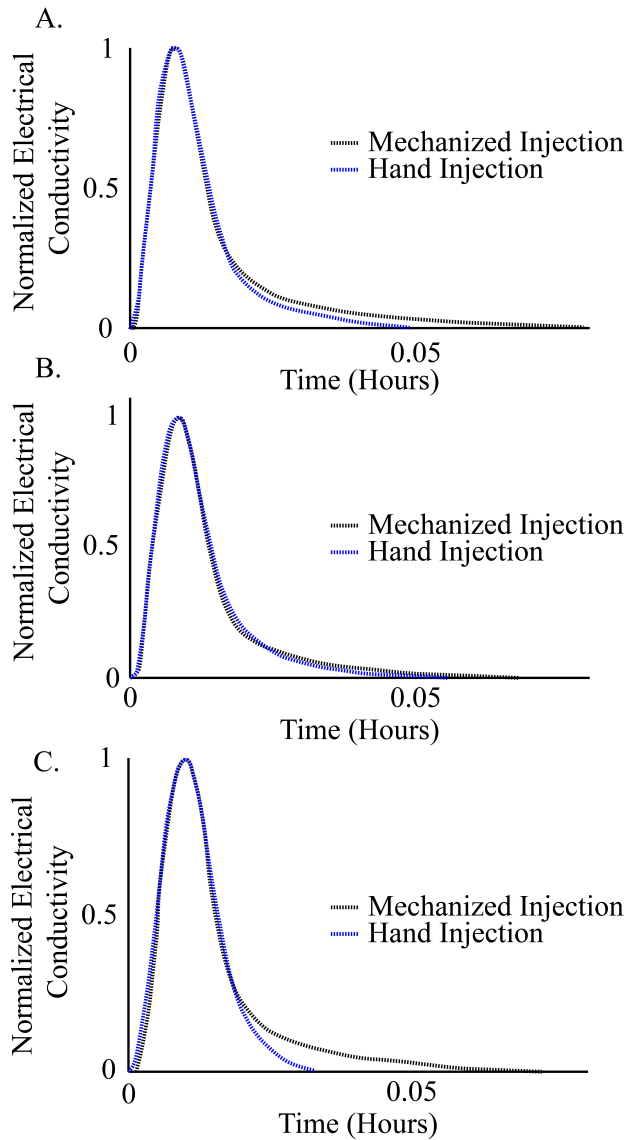 A.
Normalized Electrical
Conductivity
1
0.5
0
Mechanized Injection
Hand Injection
0
0.05
Time (Hours)
B.
Normalized Electrical
Conductivity
1
0.5
0
Mechanized Injection
Hand Injection
0
0.05
Time (Hours)
C.
Normalized Electrical
Conductivity
1
0.5
0
Mechanized Injection
Hand Injection
0
0.05
Time (Hours)